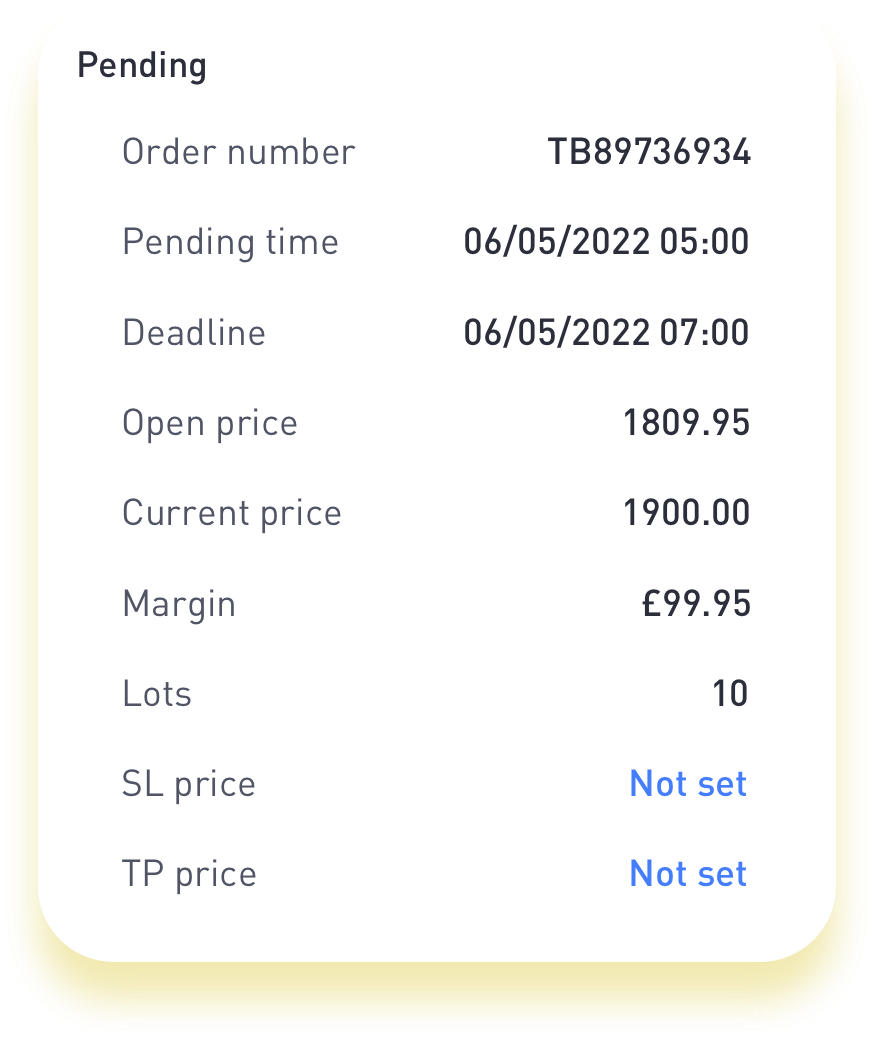 Pending
Order number TB89736934
Pending time 06/05/2022 05:00
Deadline 06/05/2022 07:00
Open price 1809.95
Current price 1900.00
Margin £99.95
Lots 10
SL price Not set
TP price Not set